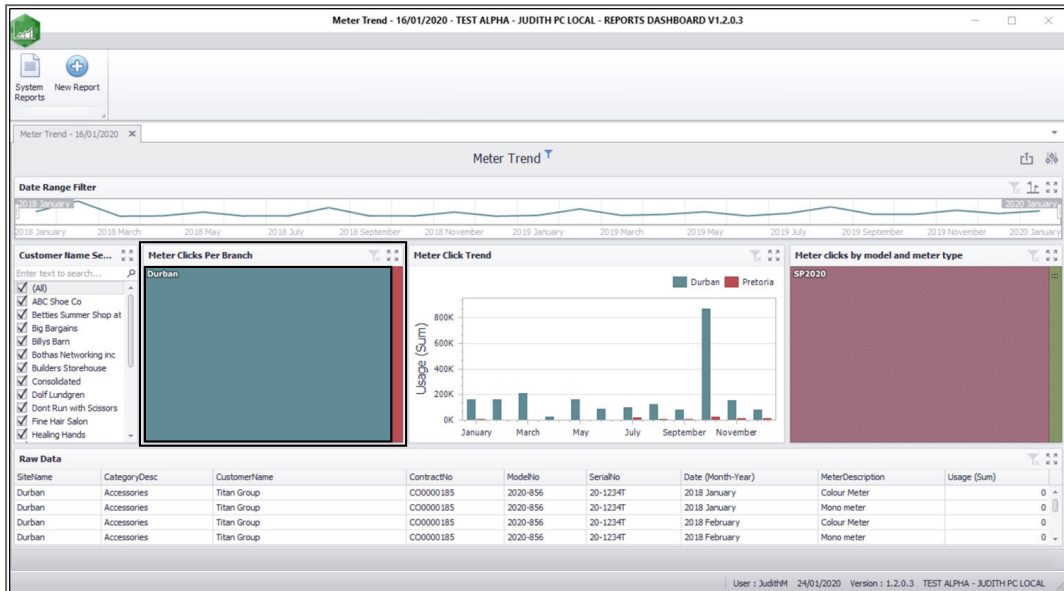 Meter Trend - 16/01/2020 - TEST ALPHA - JUDITH PC LOCAL - REPORTS DASHBOARD V1.2.0.3
System Reports
New Report
Meter Trend - 16/01/2020
Meter Trend
Date Range Filter
2018 January
2020 January
2018 January 2018 March 2018 May 2018 July 2018 September 2018 November 2019 January 2019 March 2019 May 2019 July 2019 September 2019 November 2020 January
Customer Name Se...
Enter text to search...
(All)
ABC Shoe Co
Betties Summer Shop at
Big Bargains
Billys Barn
Bothas Networking inc
Builders Storehouse
Consolidated
Dolf Lundgren
Dont Run with Scissors
Fine Hair Salon
Healing Hands
Meter Clicks Per Branch
Durban
Meter Click Trend
Durban Pretoria
Usage (Sum)
800K
600K
400K
200K
0K
January March May July September November
Meter clicks by model and meter type
SP2020
Raw Data
SiteName CategoryDesc CustomerName ContractNo ModelNo SerialNo Date (Month-Year) MeterDescription Usage (Sum)
Durban Accessories Titan Group CO0000185 2020-856 20-1234T 2018 January Colour Meter 0
Durban Accessories Titan Group CO0000185 2020-856 20-1234T 2018 January Mono meter 0
Durban Accessories Titan Group CO0000185 2020-856 20-1234T 2018 February Colour Meter 0
Durban Accessories Titan Group CO0000185 2020-856 20-1234T 2018 February Mono meter 0
User : JudithM 24/01/2020 Version : 1.2.0.3 TEST ALPHA - JUDITH PC LOCAL